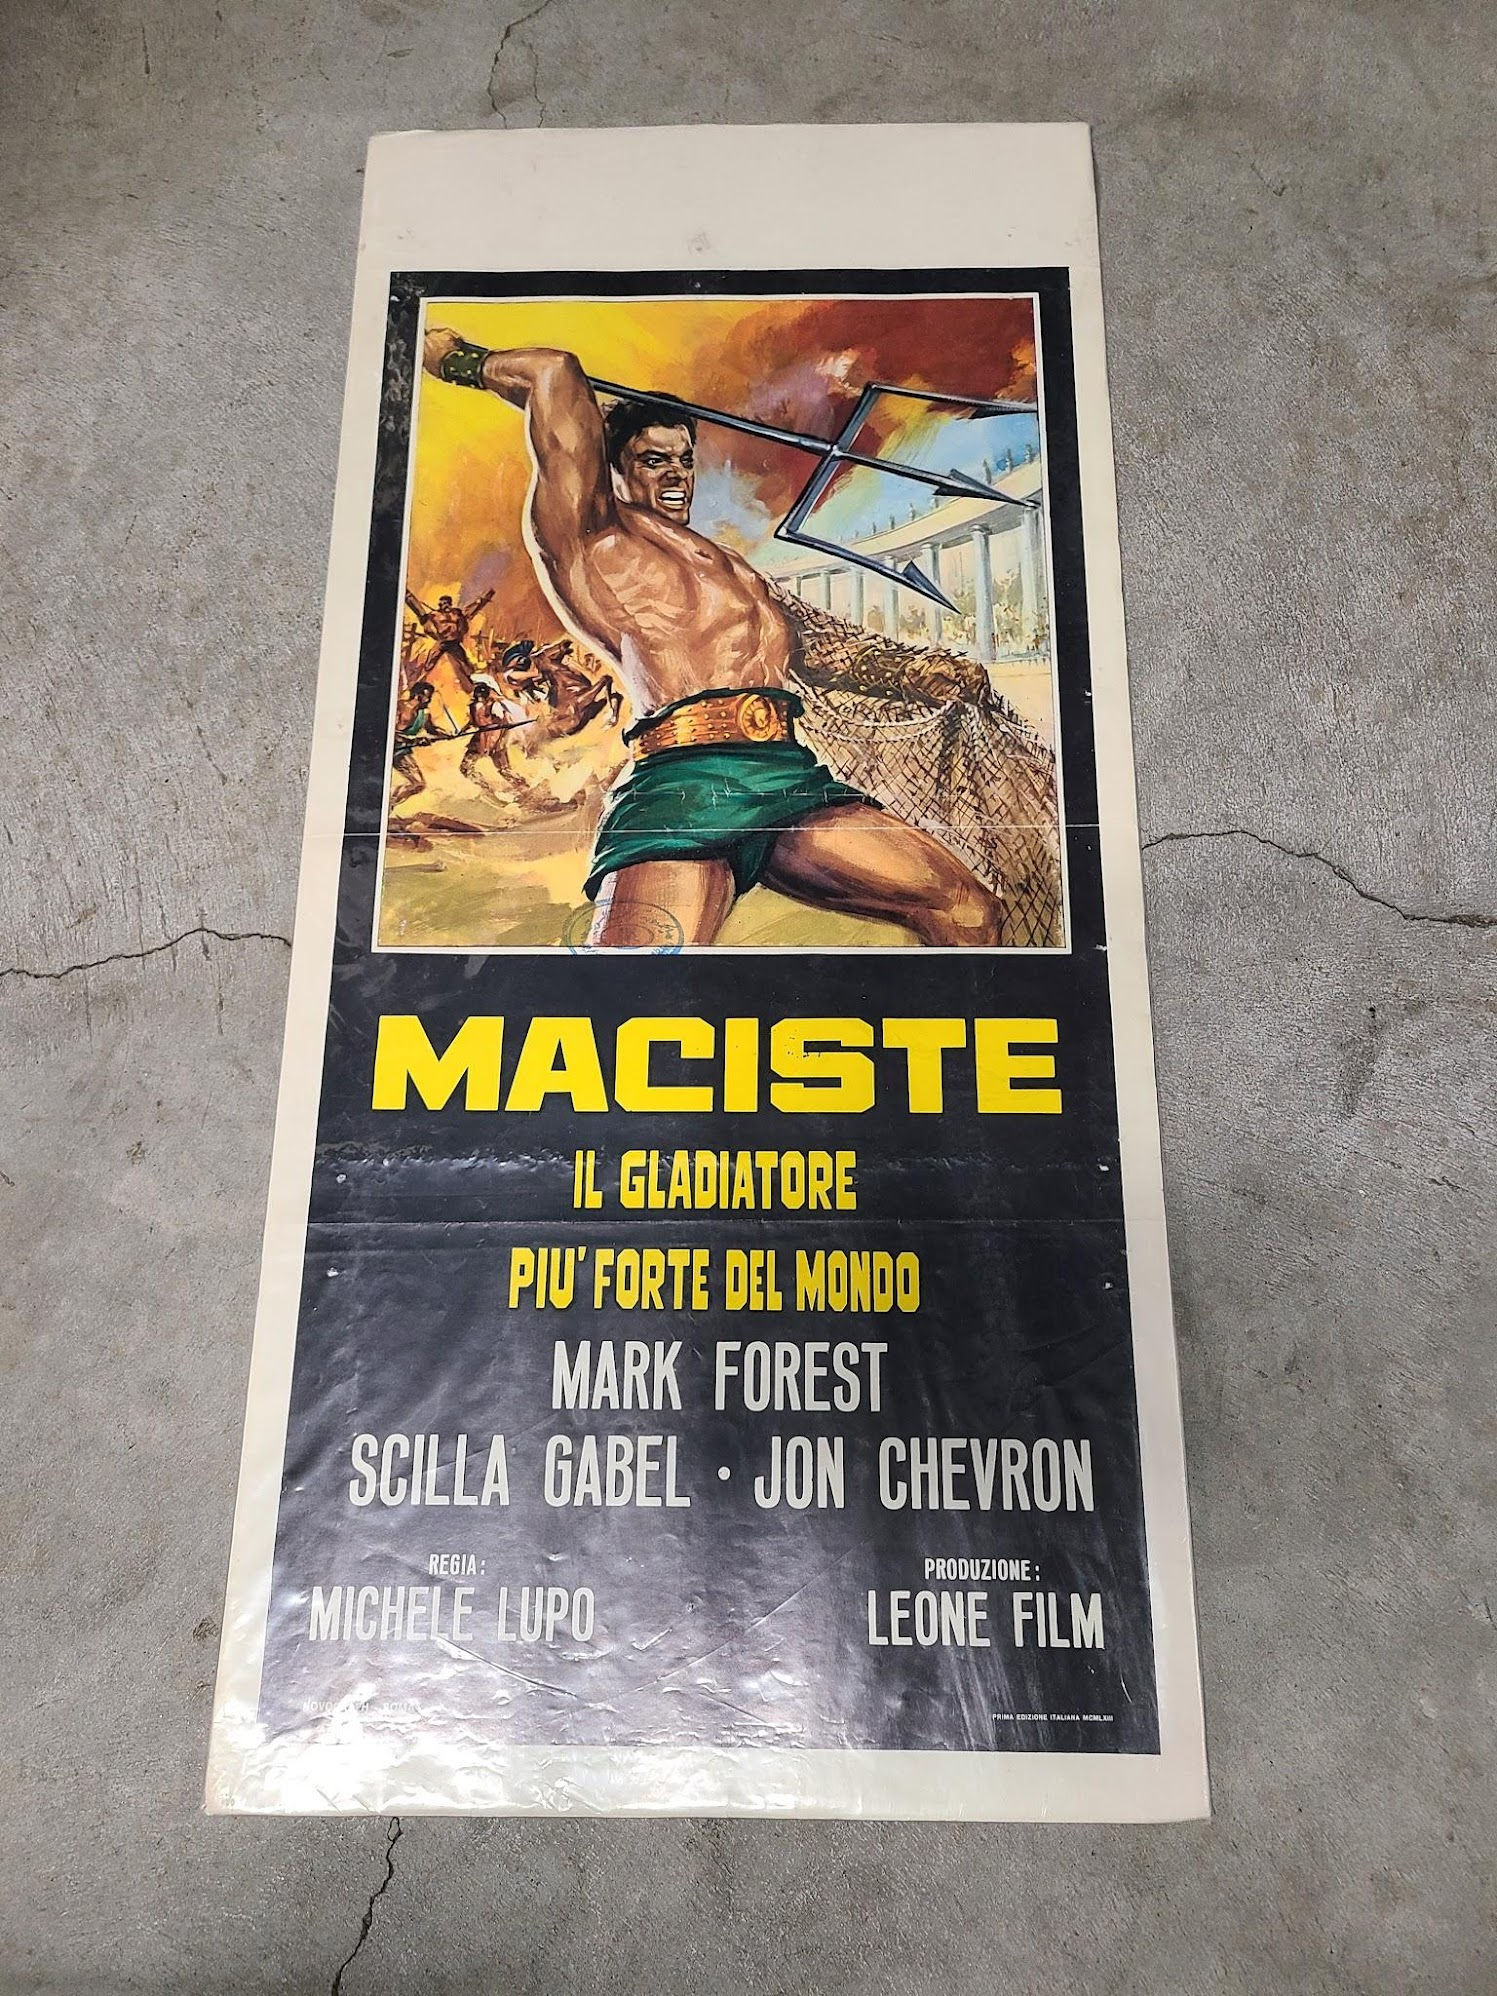 MACISTE
IL GLADIATORE
PIU' FORTE DEL MONDO
MARK FOREST
SCILLA GABEL · JON CHEVRON
REGIA:
MICHELE LUPO
PRODUZIONE:
LEONE FILM
ROMA
PRIMA EDIZIONE ITALIANA MCMLXIII